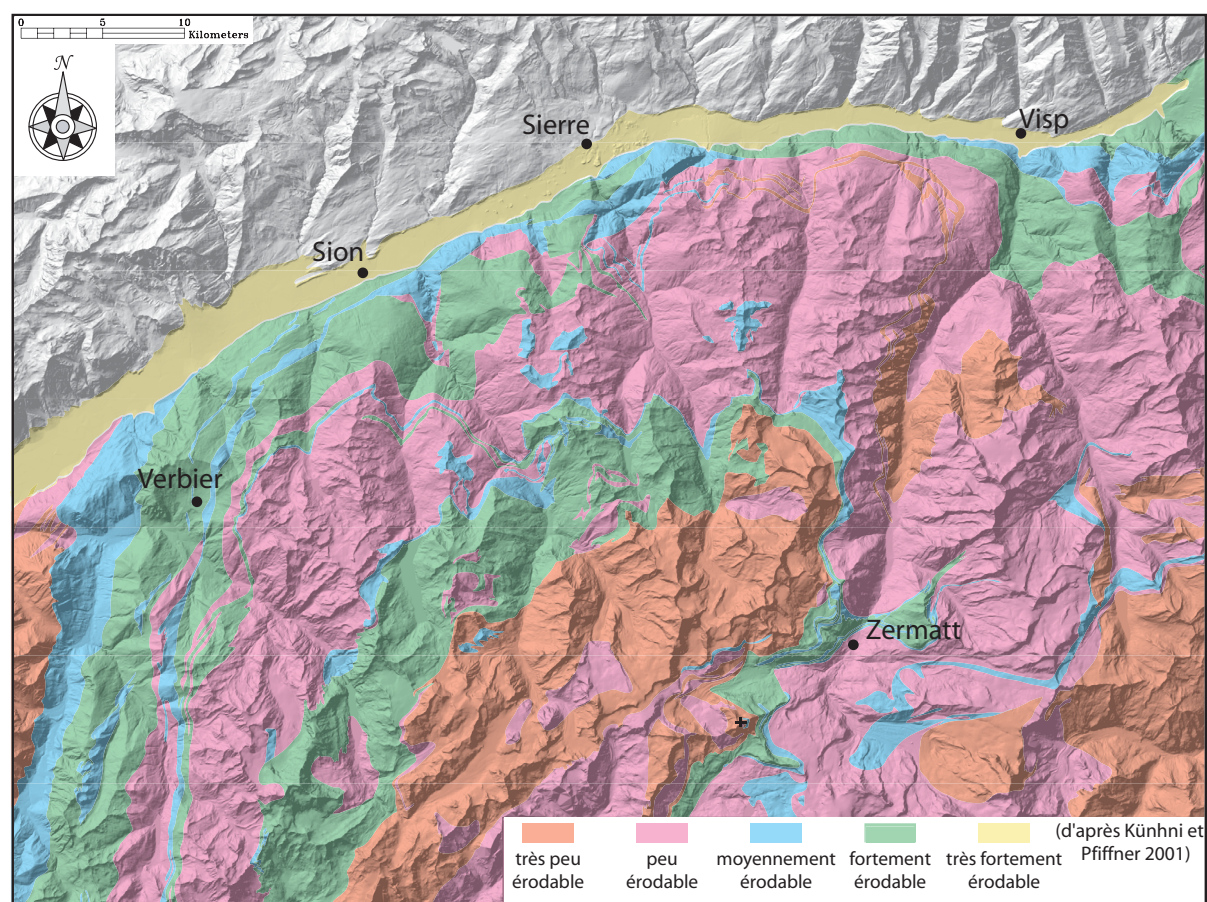 0 5 10
Kilometers
N
Visp
Sierre
Sion
Verbier
Zermatt
très peu érodable
peu érodable
moyennement érodable
fortement érodable
très fortement érodable
(d'après Künhni et
Pfiffner 2001)